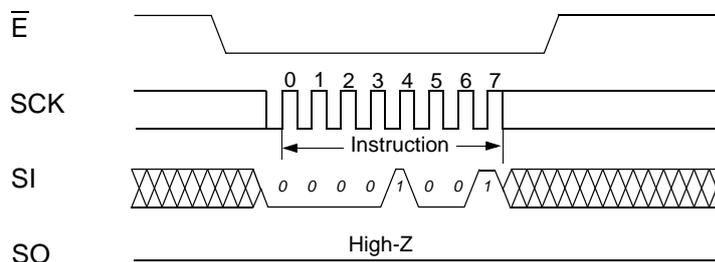 E
SCK
0 1 2 3 4 5 6 7
Instruction
SI
0 0 0 0 1 0 0 1
High-Z
SO